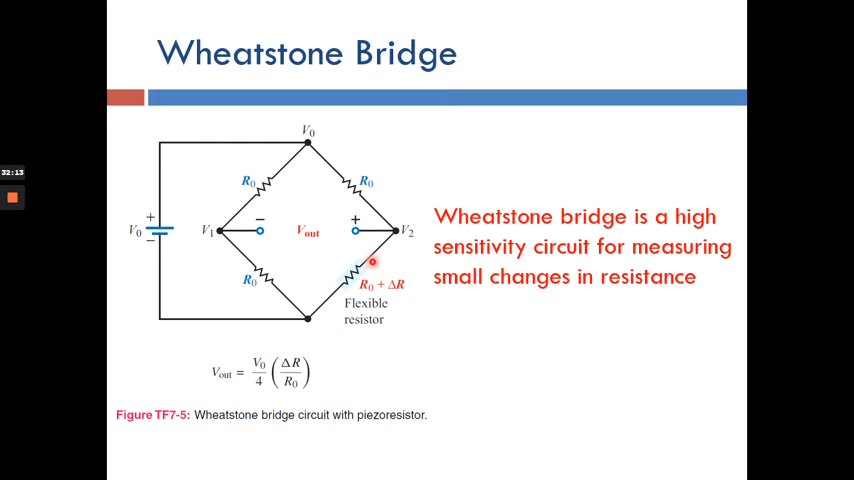 Wheatstone Bridge
32:13
V0
R0
R0
+
V0
−
V1
−
Vout
+
V2
R0
R0 + ΔR
Flexible
resistor
Wheatstone bridge is a high
sensitivity circuit for measuring
small changes in resistance
Vout = V0/4 (ΔR/R0)
Figure TF7-5: Wheatstone bridge circuit with piezoresistor.